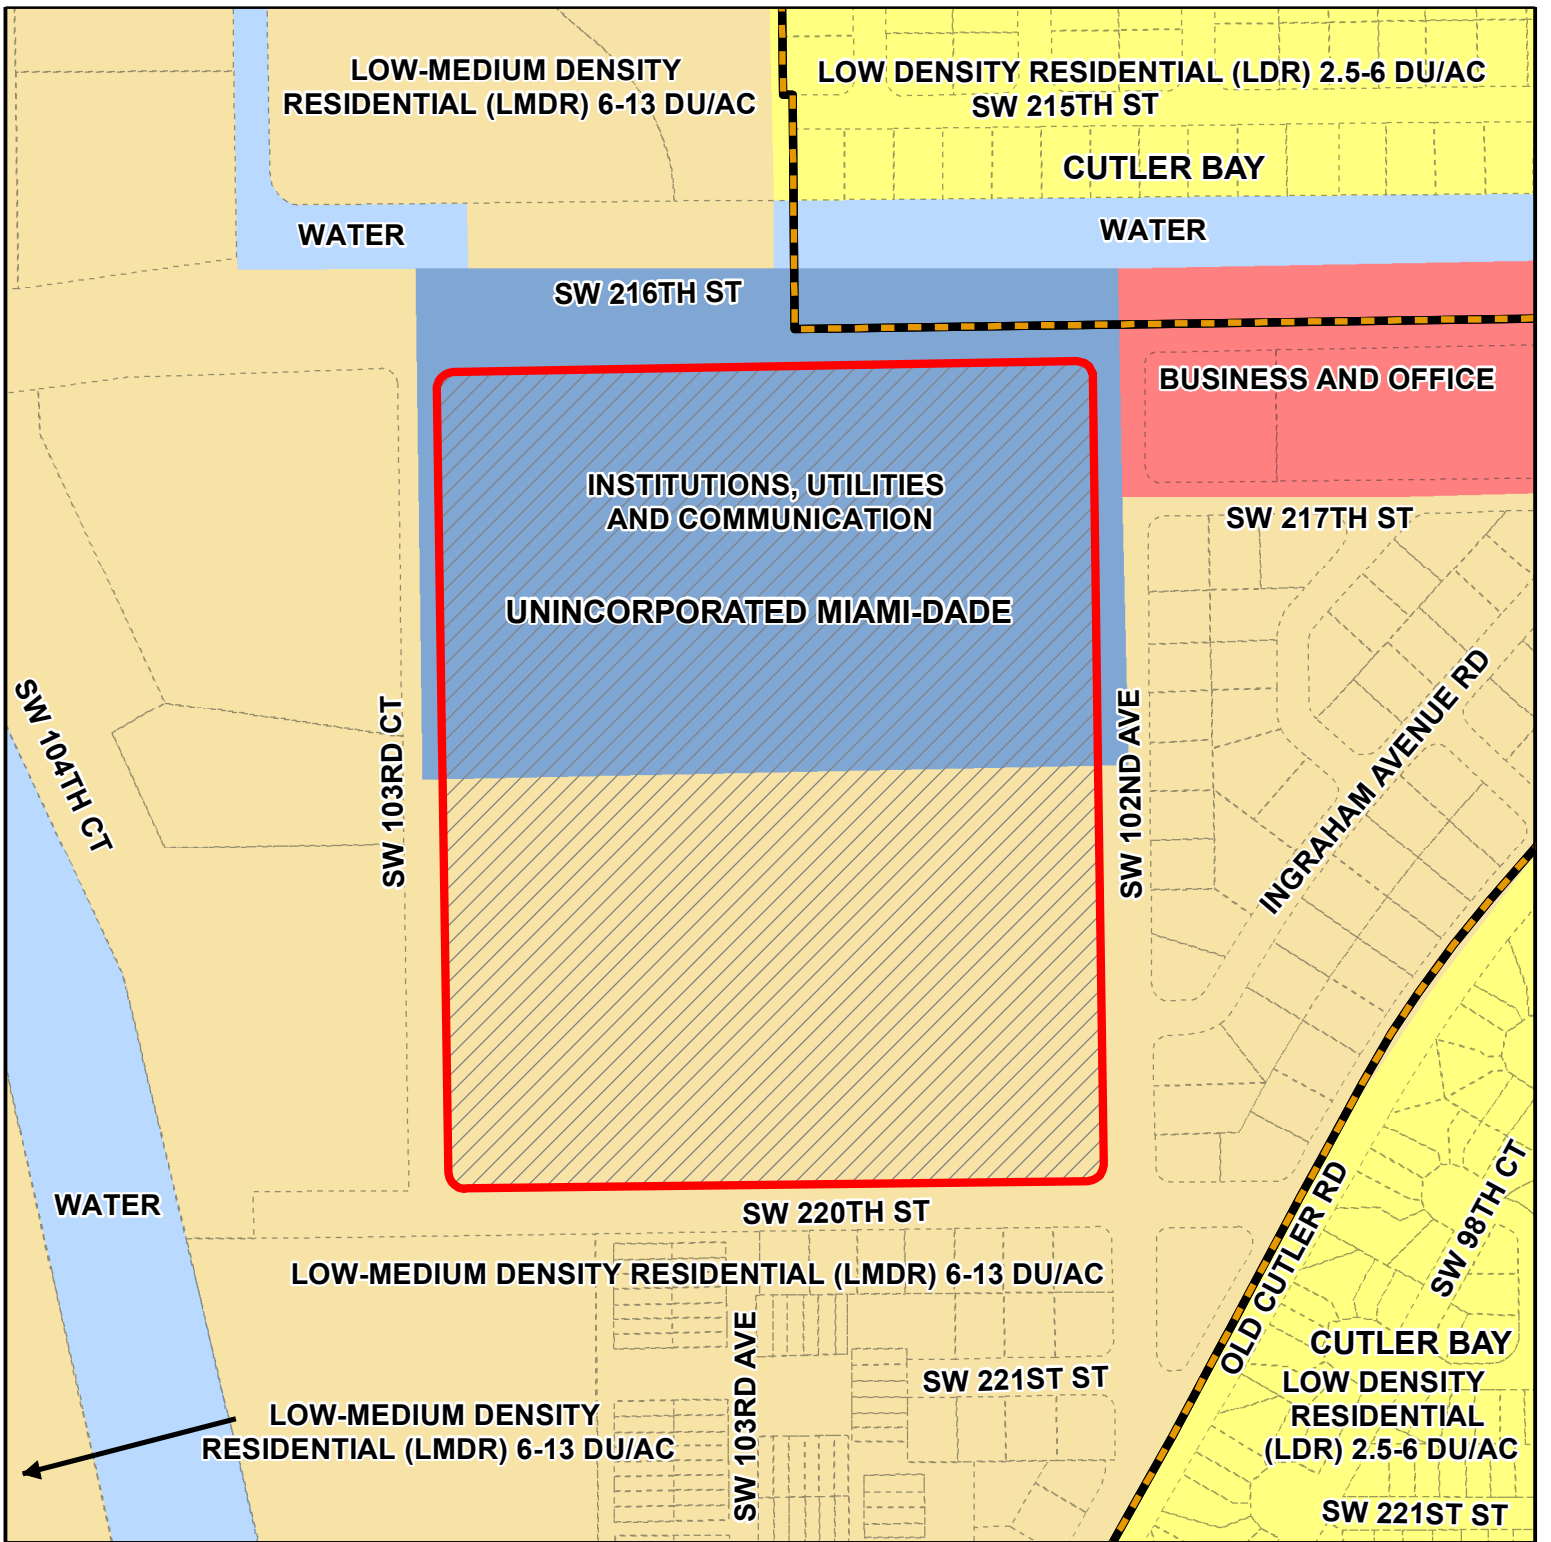 LOW-MEDIUM DENSITY
RESIDENTIAL (LMDR) 6-13 DU/AC
LOW DENSITY RESIDENTIAL (LDR) 2.5-6 DU/AC
SW 215TH ST
CUTLER BAY
WATER
WATER
SW 216TH ST
BUSINESS AND OFFICE
INSTITUTIONS, UTILITIES
AND COMMUNICATION
SW 217TH ST
UNINCORPORATED MIAMI-DADE
SW 104TH CT
SW 103RD CT
SW 102ND AVE
INGRAHAM AVENUE RD
WATER
SW 220TH ST
LOW-MEDIUM DENSITY RESIDENTIAL (LMDR) 6-13 DU/AC
OLD CUTLER RD
SW 98TH CT
SW 103RD AVE
SW 221ST ST
CUTLER BAY
LOW DENSITY
RESIDENTIAL
(LDR) 2.5-6 DU/AC
LOW-MEDIUM DENSITY
RESIDENTIAL (LMDR) 6-13 DU/AC
SW 221ST ST